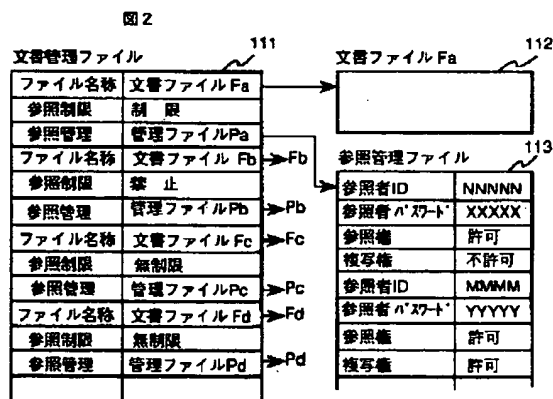 図2
文書管理ファイル 111
ファイル名称 文書ファイル Fa
参照制限 制 限
参照管理 管理ファイルPa
ファイル名称 文書ファイル Fb Fb
参照制限 禁 止
参照管理 管理ファイルPb Pb
ファイル名称 文書ファイル Fc Fc
参照制限 無制限
参照管理 管理ファイルPc Pc
ファイル名称 文書ファイル Fd Fd
参照制限 無制限
参照管理 管理ファイルPd Pd
文書ファイル Fa 112
参照管理ファイル 113
参照者ID NNNNN
参照者パスワード XXXXX
参照権 許可
複写権 不許可
参照者ID MMMM
参照者パスワード YYYYY
参照権 許可
複写権 許可